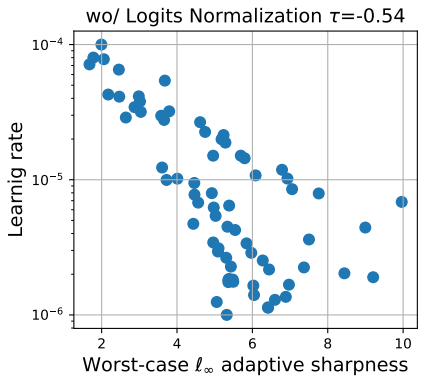 wo/ Logits Normalization τ=-0.54
10⁻⁴
10⁻⁵
10⁻⁶
Learnig rate
2 4 6 8 10
Worst-case ℓ∞ adaptive sharpness